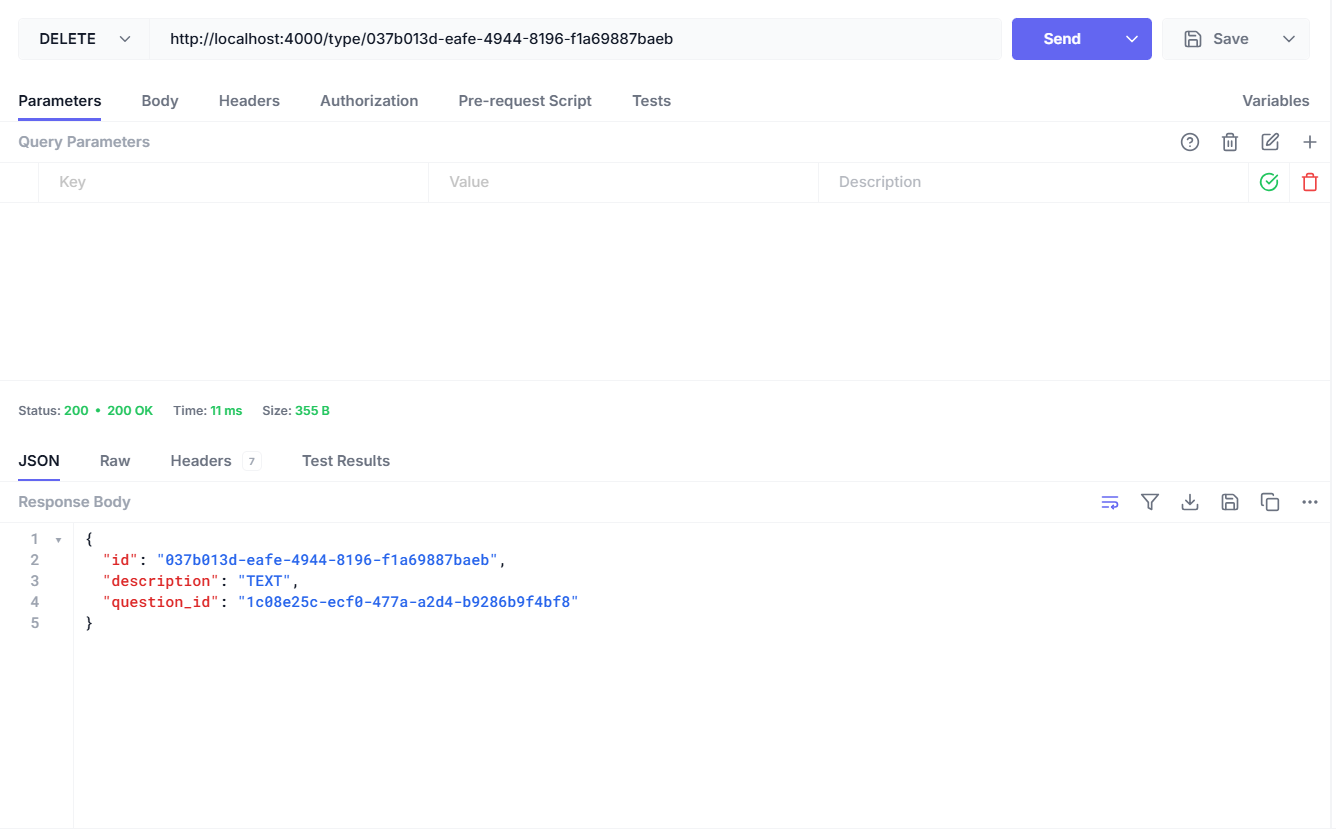 DELETE http://localhost:4000/type/037b013d-eafe-4944-8196-f1a69887baeb Send Save
Parameters Body Headers Authorization Pre-request Script Tests Variables
Query Parameters
Key Value Description
Status: 200 • 200 OK Time: 11 ms Size: 355 B
JSON Raw Headers 7 Test Results
Response Body
1 {
2 "id": "037b013d-eafe-4944-8196-f1a69887baeb",
3 "description": "TEXT",
4 "question_id": "1c08e25c-ecf0-477a-a2d4-b9286b9f4bf8"
5 }